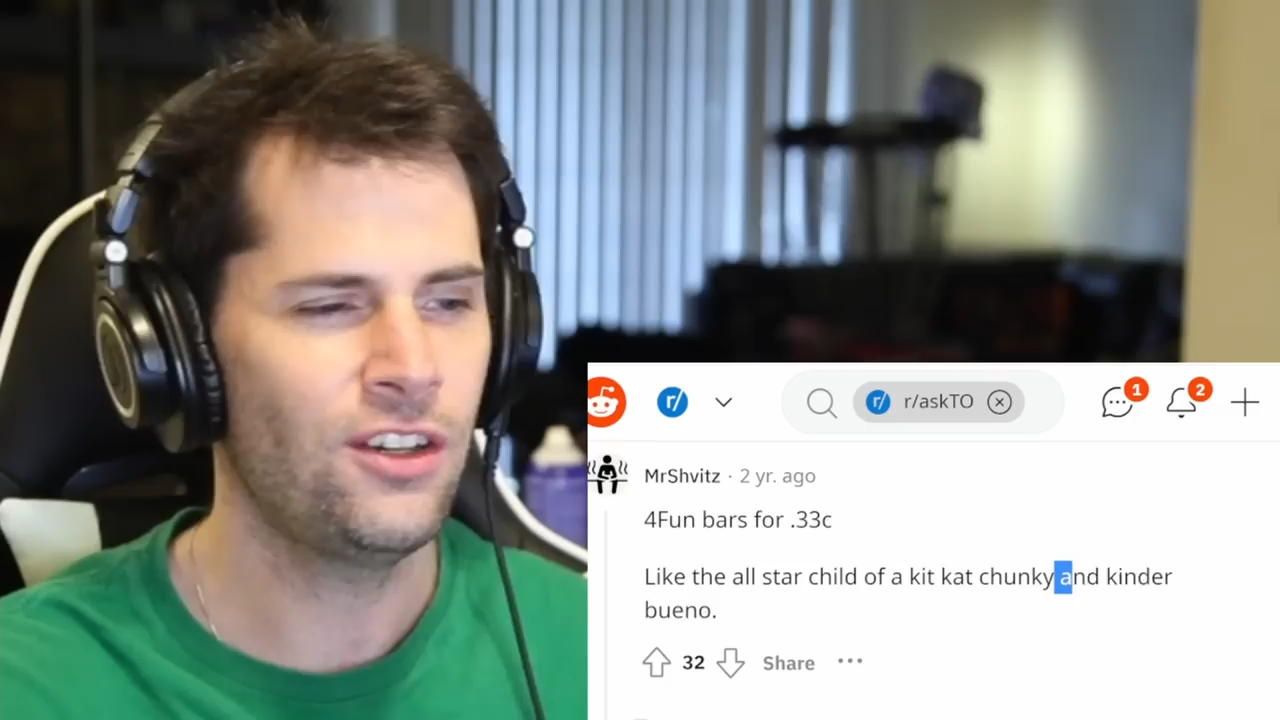 r/
r/ r/askTO
1
2
MrShvitz · 2 yr. ago
4Fun bars for .33c
Like the all star child of a kit kat chunky and kinder
bueno.
32 Share